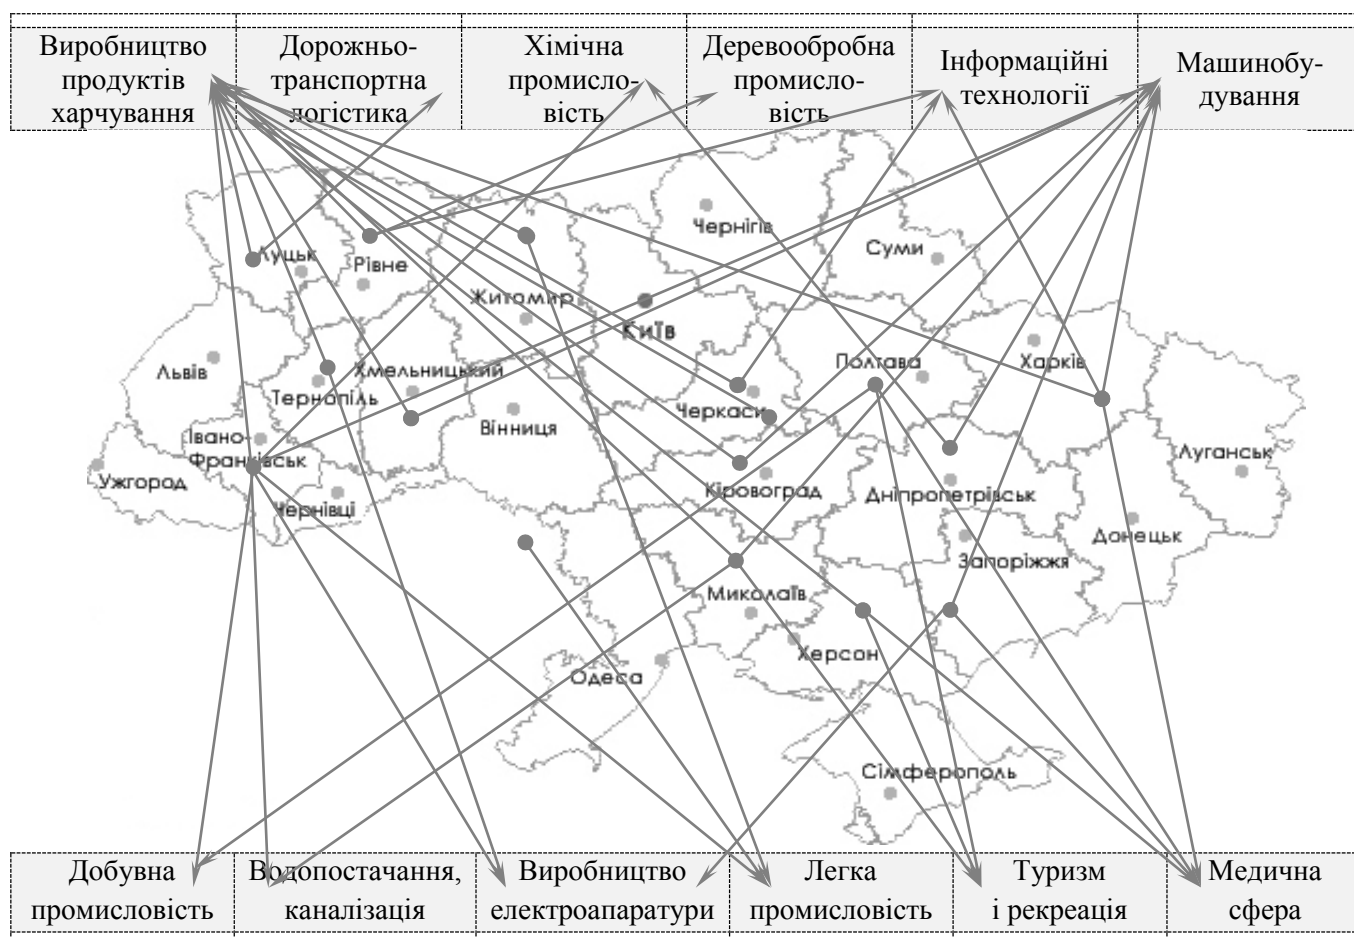 Виробництво
продуктів
харчування
Дорожньо-
транспортна
логістика
Хімічна
промисло-
вість
Деревообробна
промисло-
вість
Інформаційні
технології
Машинобу-
дування
Чернігів
Суми
Луцьк
Рівне
Житомир
Київ
Львів
Тернопіль
Хмельницький
Вінниця
Черкаси
Полтава
Харків
Луганськ
Івано-
Франківськ
Ужгород
Чернівці
Кіровоград
Дніпропетрівськ
Донецьк
Запоріжжя
Миколаїв
Херсон
Одеса
Сімферополь
Добувна
промисловість
Водопостачання,
каналізація
Виробництво
електроапаратури
Легка
промисловість
Туризм
і рекреація
Медична
сфера